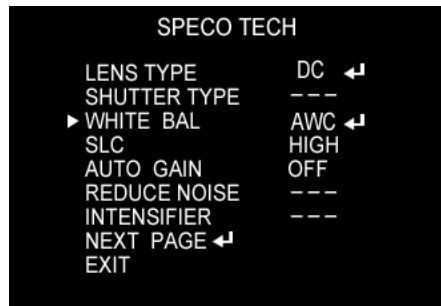 SPECO TECH
LENS TYPE DC ↲
SHUTTER TYPE ---
▶ WHITE BAL AWC ↲
SLC HIGH
AUTO GAIN OFF
REDUCE NOISE ---
INTENSIFIER ---
NEXT PAGE ↲
EXIT